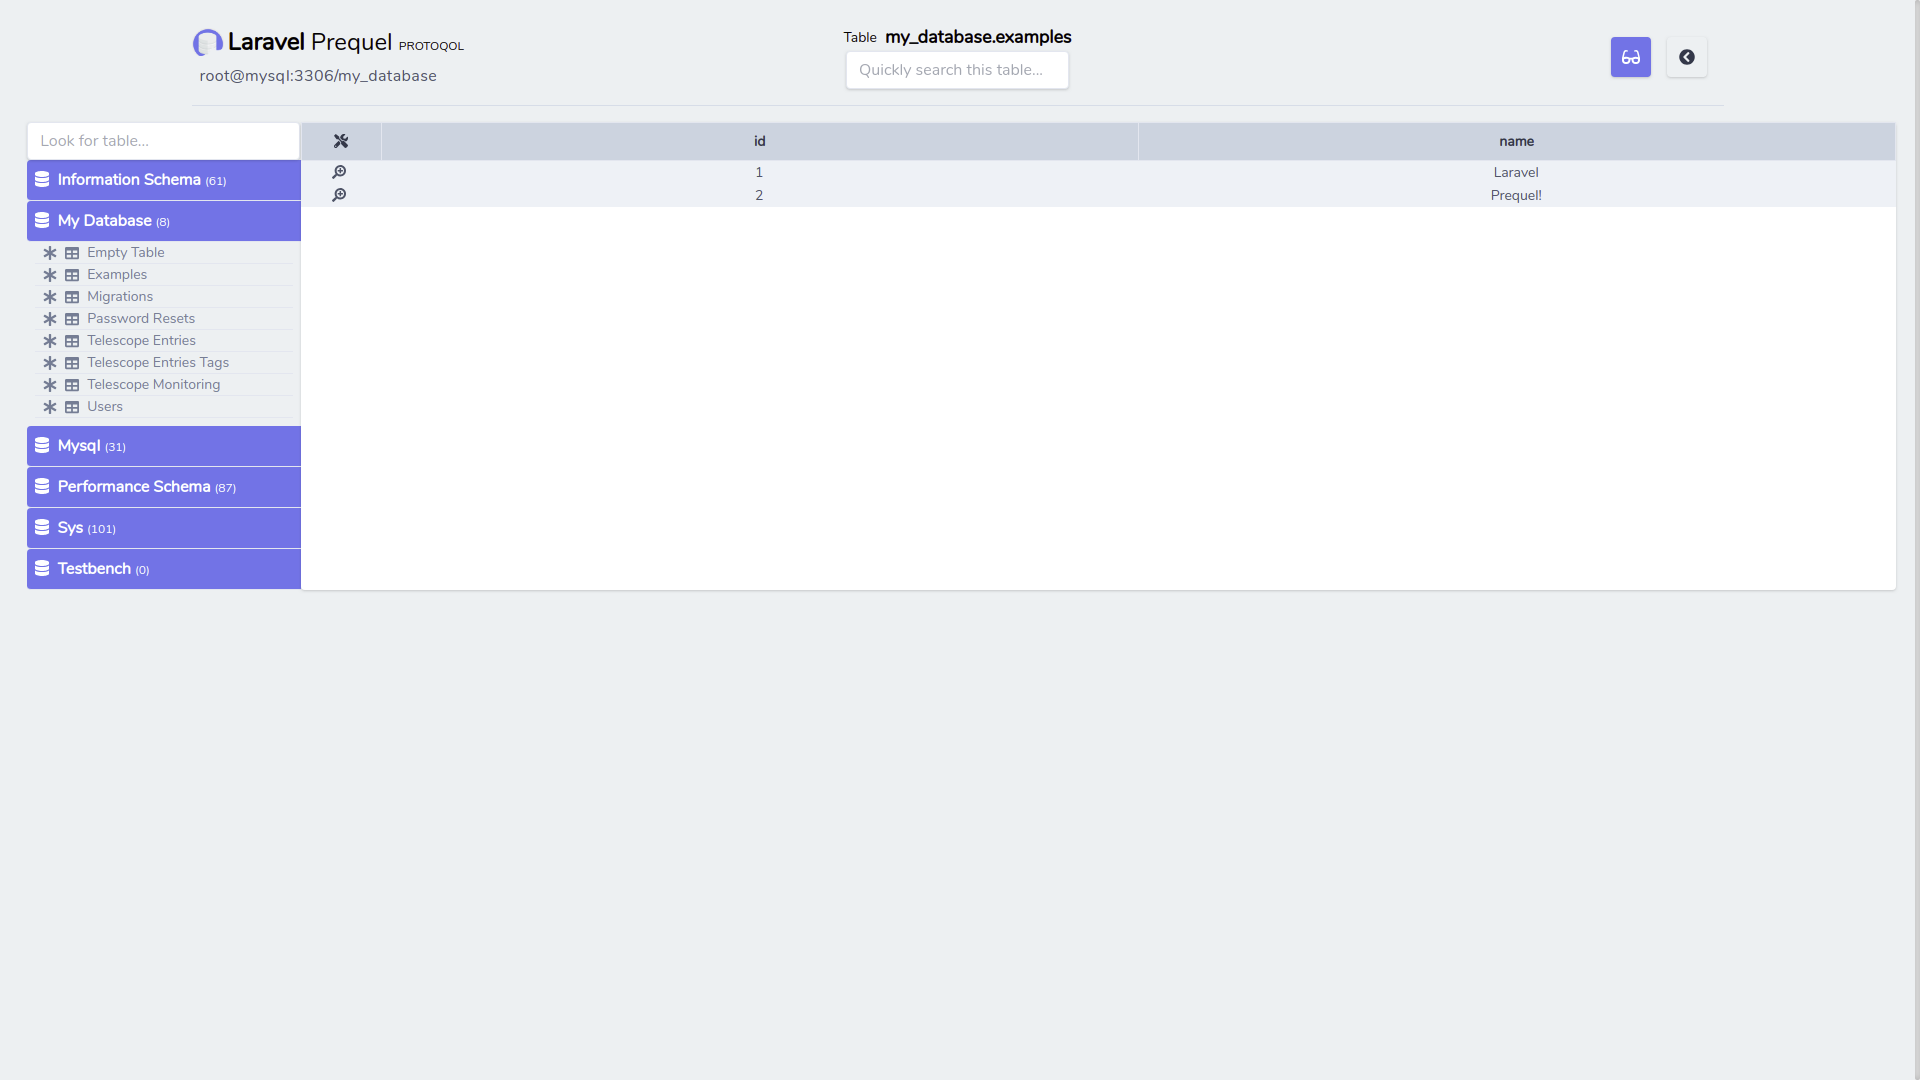 Laravel Prequel PROTOQOL
root@mysql:3306/my_database
Table my_database.examples
Quickly search this table...
Look for table...
Information Schema (61)
My Database (8)
Empty Table
Examples
Migrations
Password Resets
Telescope Entries
Telescope Entries Tags
Telescope Monitoring
Users
Mysql (31)
Performance Schema (87)
Sys (101)
Testbench (0)
id name
1 Laravel
2 Prequel!